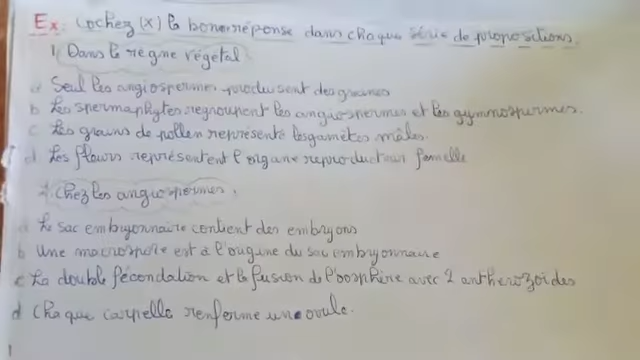 Ex: Cochez (X) la bonne réponse dans chaque série de propositions.
1) Dans le règne végétal
a Seul les angiospermes produisent des graines
b Les spermaphytes regroupent les angiospermes et les gymnospermes.
c Les grains de pollen représente les gamètes mâles.
d Les fleurs représentent l'organe reproducteur famelle
2. Chez les angiospermes.
a Le sac embryonnaire contient des embryons
b Une macrospore est à l'origine du sac embryonnaire
c La double fécondation et la fusion de l'oosphère avec 2 anthérozoïdes
d Chaque carpelle renferme un ovule.